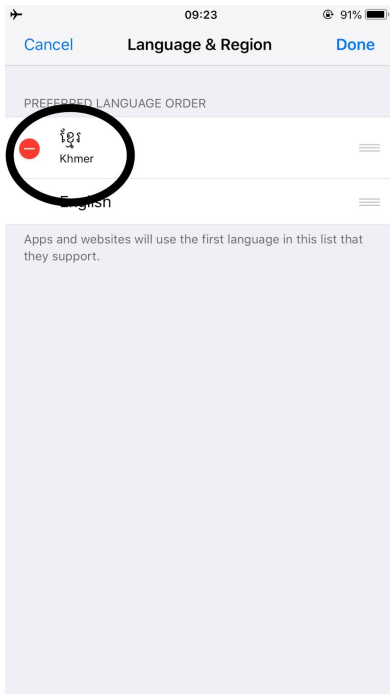 09:23
91%
Cancel
Language & Region
Done
PREFERRED LANGUAGE ORDER
ខ្មែរ
Khmer
English
Apps and websites will use the first language in this list that
they support.